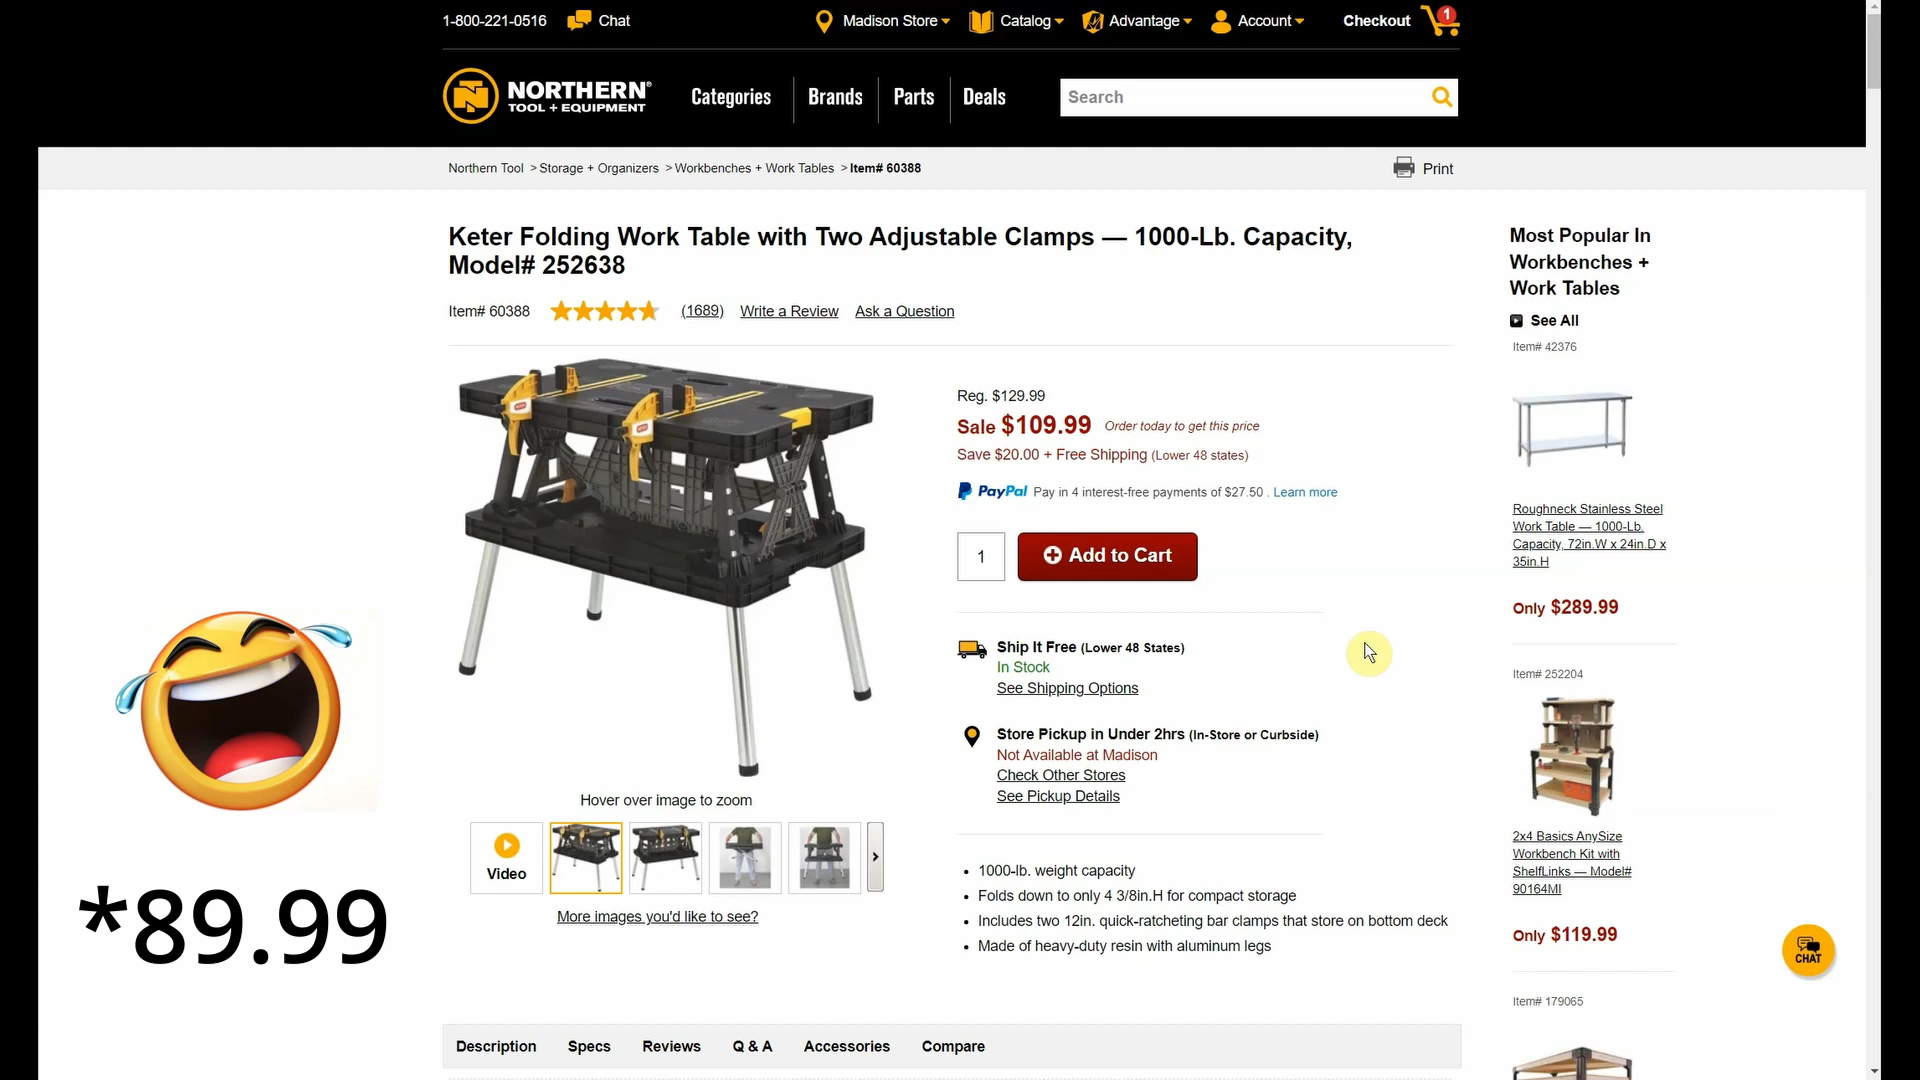 1-800-221-0516 Chat Madison Store Catalog Advantage Account Checkout 1
NORTHERN®
TOOL + EQUIPMENT
Categories Brands Parts Deals Search
Northern Tool > Storage + Organizers > Workbenches + Work Tables > Item# 60388 Print
Keter Folding Work Table with Two Adjustable Clamps — 1000-Lb. Capacity,
Model# 252638
Item# 60388 (1689) Write a Review Ask a Question
Reg. $129.99
Sale $109.99 Order today to get this price
Save $20.00 + Free Shipping (Lower 48 states)
PayPal Pay in 4 interest-free payments of $27.50 . Learn more
1 Add to Cart
Ship It Free (Lower 48 States)
In Stock
See Shipping Options
Store Pickup in Under 2hrs (In-Store or Curbside)
Not Available at Madison
Check Other Stores
See Pickup Details
Hover over image to zoom
Video
More images you'd like to see?
• 1000-lb. weight capacity
• Folds down to only 4 3/8in.H for compact storage
• Includes two 12in. quick-ratcheting bar clamps that store on bottom deck
• Made of heavy-duty resin with aluminum legs
*89.99
Description Specs Reviews Q & A Accessories Compare
Most Popular In
Workbenches +
Work Tables
See All
Item# 42376
Roughneck Stainless Steel
Work Table — 1000-Lb.
Capacity, 72in.W x 24in.D x
35in.H
Only $289.99
Item# 252204
2x4 Basics AnySize
Workbench Kit with
ShelfLinks — Model#
90164MI
Only $119.99
Item# 179065
CHAT